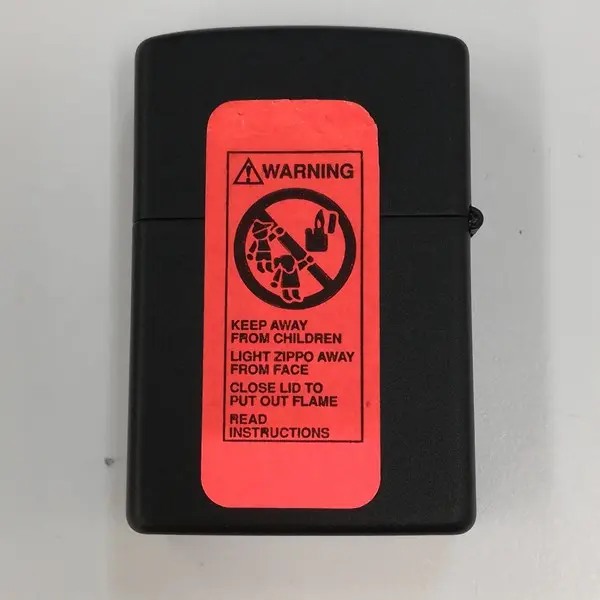 WARNING
KEEP AWAY
FROM CHILDREN
LIGHT ZIPPO AWAY
FROM FACE
CLOSE LID TO
PUT OUT FLAME
READ
INSTRUCTIONS